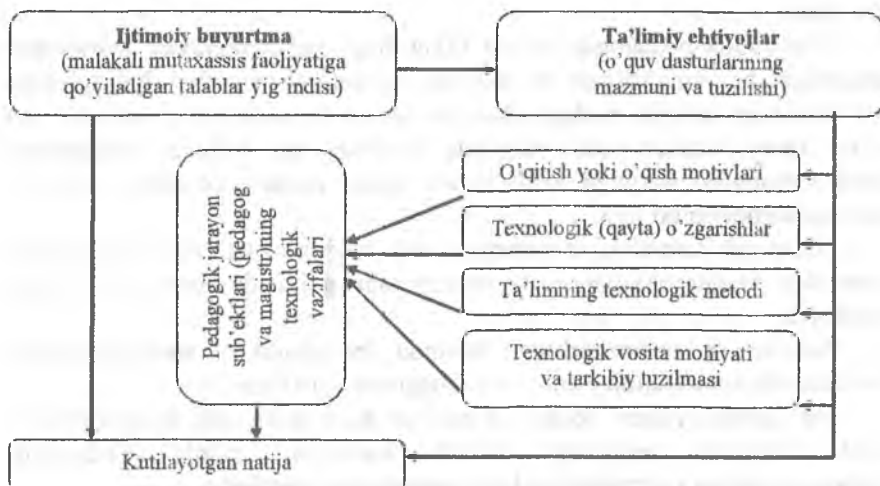 Ijtimoiy buyurtma
(malakali mutaxassis faoliyatiga
qo’yiladigan talablar yig’indisi)
Ta’limiy ehtiyojlar
(o’quv dasturlarining
mazmuni va tuzilishi)
Pedagogik jarayon
sub’ektlari (pedagog
va magistr)ning
texnologik
vazifalari
O’qitish yoki o’qish motivlari
Texnologik (qayta) o’zgarishlar
Ta’limning texnologik metodi
Texnologik vosita mohiyati
va tarkibiy tuzilmasi
Kutilayotgan natija